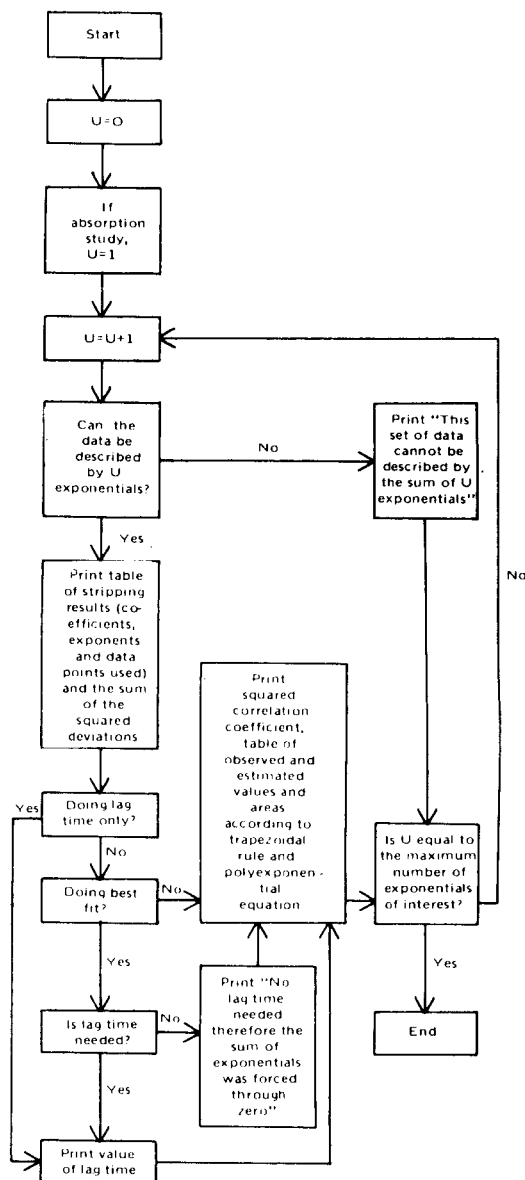 Start
U=O
If
absorption
study,
U=1
U=U+1
Can the
data be
described
by U
exponentials?
No
Print "This
set of data
cannot be
described by
the sum of U
exponentials"
Yes
Print table
of stripping
results (co-
efficients,
exponents
and data
points used)
and the sum
of the
squared
deviations
Print
squared
correlation
coefficient,
table of
observed and
estimated
values and
areas
according to
trapezoidal
rule and
polyexponen-
tial
equation
No
Yes
Doing lag
time only?
No
Is U equal to
the maximum
number of
exponentials
of interest?
Doing best
fit?
No
Yes
Yes
End
Is lag time
needed?
No
Print "No
lag time
needed
therefore the
sum of
exponentials
was forced
through
zero"
Yes
Print value
of lag time